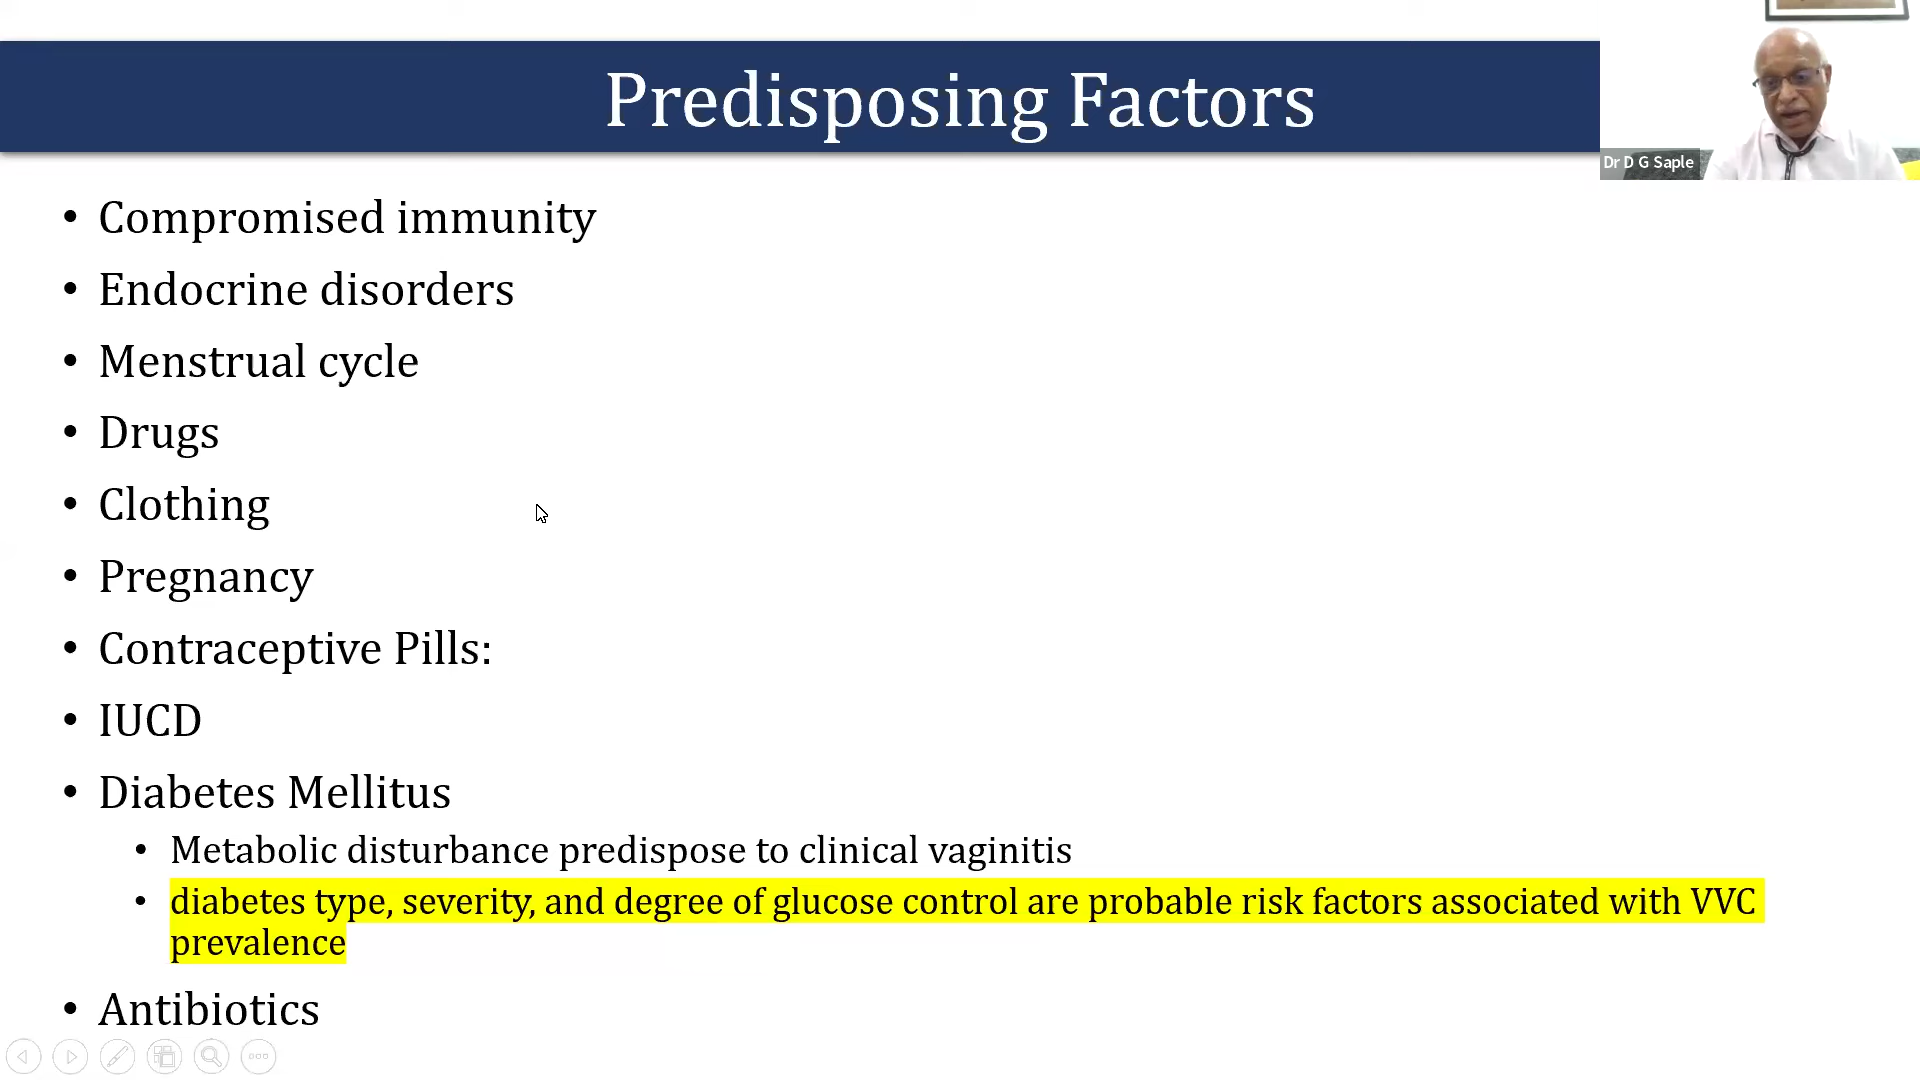 Predisposing Factors
Dr D G Saple
• Compromised immunity
• Endocrine disorders
• Menstrual cycle
• Drugs
• Clothing
• Pregnancy
• Contraceptive Pills:
• IUCD
• Diabetes Mellitus
• Metabolic disturbance predispose to clinical vaginitis
• diabetes type, severity, and degree of glucose control are probable risk factors associated with VVC
prevalence
• Antibiotics